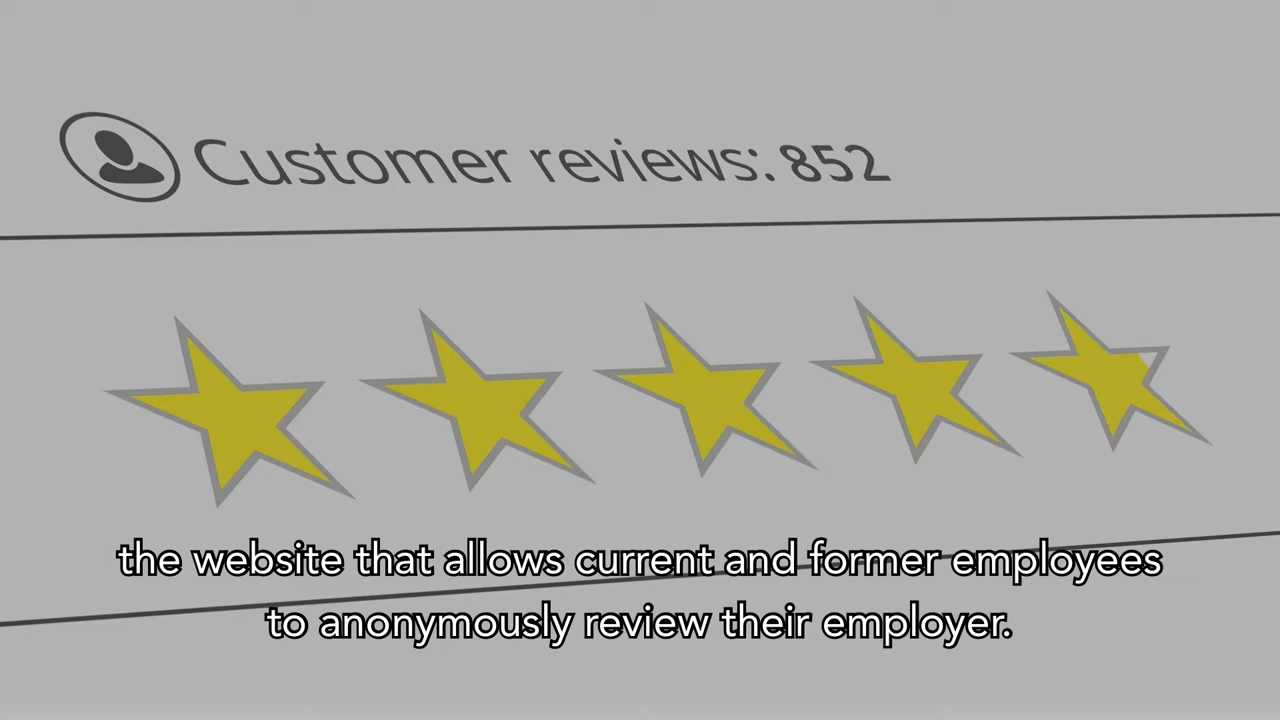 Customer reviews: 852
the website that allows current and former employees
to anonymously review their employer.